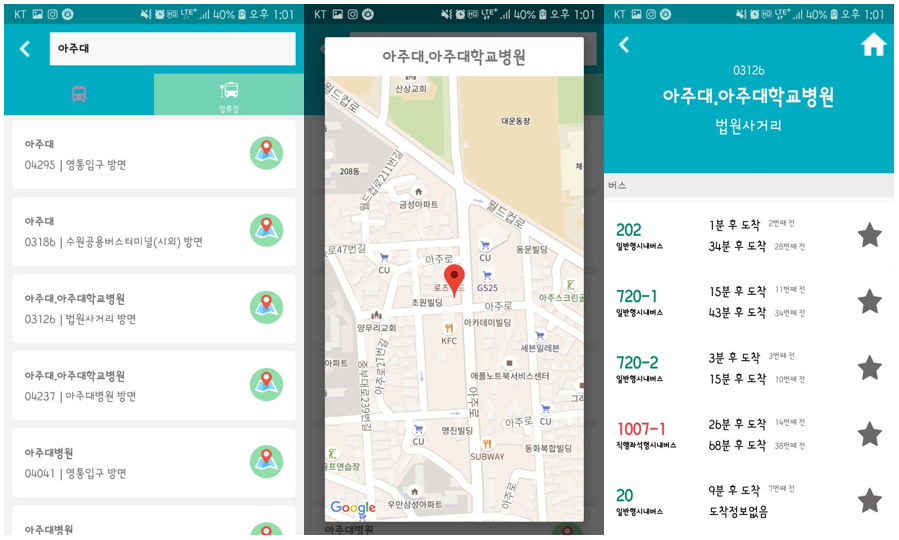 KT
HD LTE+ 40% 오후 1:01
아주대
정류장
아주대
04295 | 영통입구 방면
아주대
03186 | 수원공용버스터미널(시외) 방면
아주대.아주대학교병원
03126 | 법원사거리 방면
아주대.아주대학교병원
04237 | 아주대병원 방면
아주대병원
04041 | 영통입구 방면
아주대병원
KT
HD LTE+ 40% 오후 1:01
아주대.아주대학교병원
산상교회
월드컵로
대운동장
208동
월드컵로211번길
금성아파트
월드컵로
로47번길
아주로
CU
CU
동문빌딩
GS25
초원빌딩
아주로
아주스크린골
양무리교회
아카데미빌딩
KFC
세븐일레븐
아파트
아주로27번길
애플노트북서비스센터
중부대로239번길
아주로
그린
CU
명진빌딩
아주로
CU
동화복합빌딩
SUBWAY
골프연습장
아주로
Google
우만삼성아파트
아주대병원
KT
HD LTE+ 40% 오후 1:01
03126
아주대.아주대학교병원
법원사거리
버스
202
일반형시내버스
1분 후 도착 2번째 전
34분 후 도착 28번째 전
720-1
일반형시내버스
15분 후 도착 11번째 전
43분 후 도착 34번째 전
720-2
일반형시내버스
3분 후 도착 3번째 전
15분 후 도착 10번째 전
1007-1
직행좌석형시내버스
26분 후 도착 14번째 전
68분 후 도착 38번째 전
20
일반형시내버스
9분 후 도착 7번째 전
도착정보없음